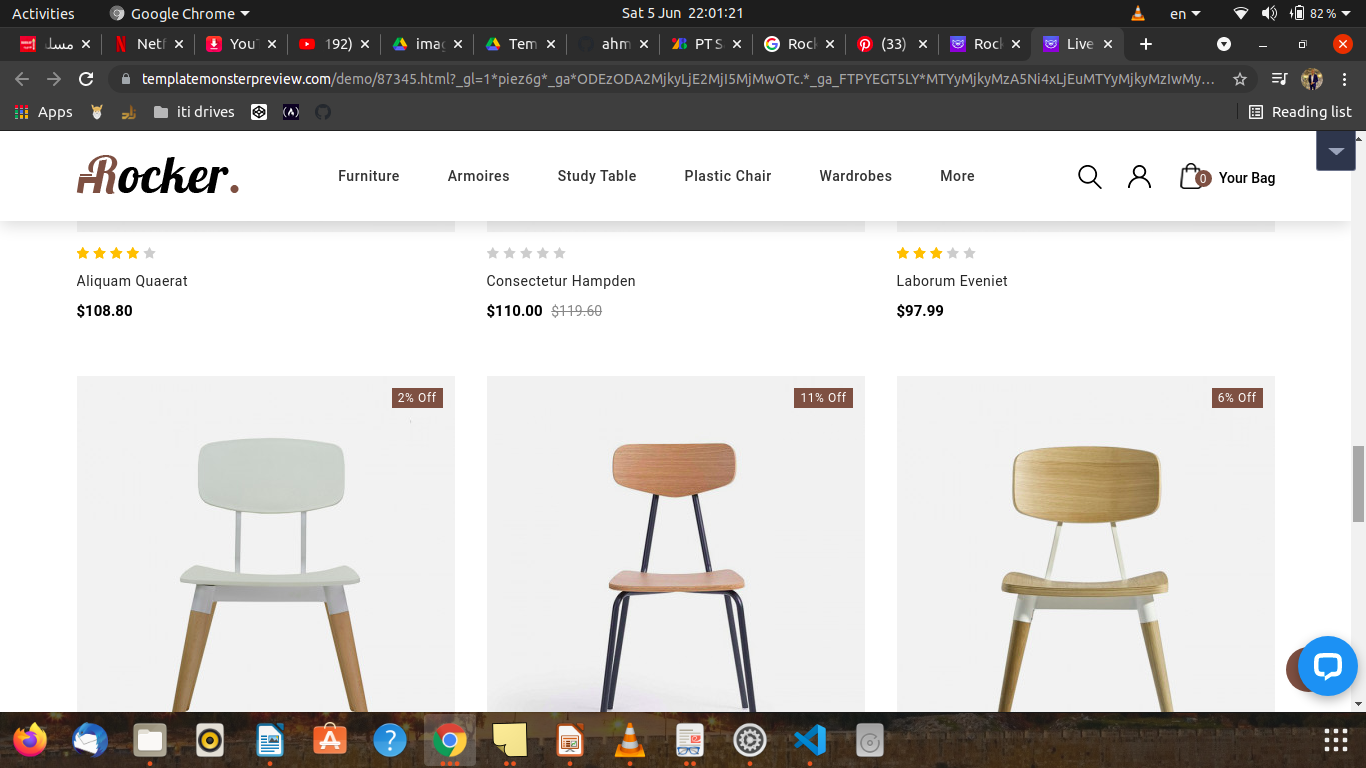 Activities Google Chrome Sat 5 Jun 22:01:21 en 82 %
مسل Netf YouT 192) imag Tem ahm PT S Rock (33) Rock Live
templatemonsterpreview.com/demo/87345.html?_gl=1*piez6g*_ga*ODEzODA2MjkyLjE2MjI5MjMwOTc.*_ga_FTPYEGT5LY*MTYyMjkyMzA5Ni4xLjEuMTYyMjkyMzIwMy...
Apps iti drives Reading list
Rocker. Furniture Armoires Study Table Plastic Chair Wardrobes More 0 Your Bag
Aliquam Quaerat Consectetur Hampden Laborum Eveniet
$108.80 $110.00 $119.60 $97.99
2% Off 11% Off 6% Off